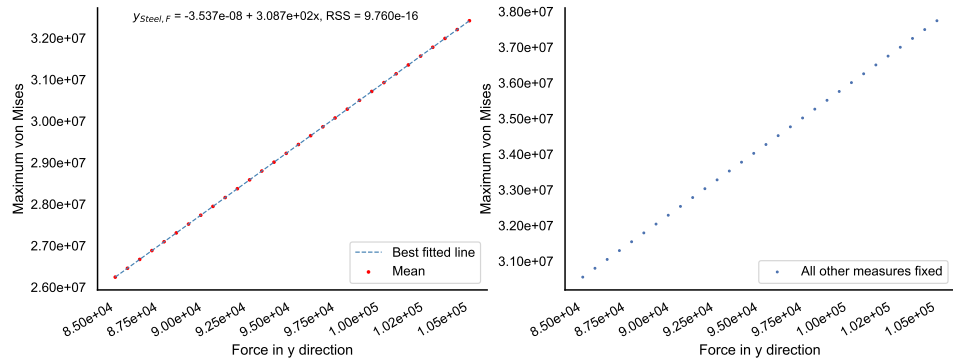 y_{Steel, F} = -3.537e-08 + 3.087e+02x, RSS = 9.760e-16
Maximum von Mises
3.20e+07
3.10e+07
3.00e+07
2.90e+07
2.80e+07
2.70e+07
2.60e+07
Best fitted line
Mean
8.50e+04
8.75e+04
9.00e+04
9.25e+04
9.50e+04
9.75e+04
1.00e+05
1.02e+05
1.05e+05
Force in y direction
Maximum von Mises
3.80e+07
3.70e+07
3.60e+07
3.50e+07
3.40e+07
3.30e+07
3.20e+07
3.10e+07
All other measures fixed
8.50e+04
8.75e+04
9.00e+04
9.25e+04
9.50e+04
9.75e+04
1.00e+05
1.02e+05
1.05e+05
Force in y direction